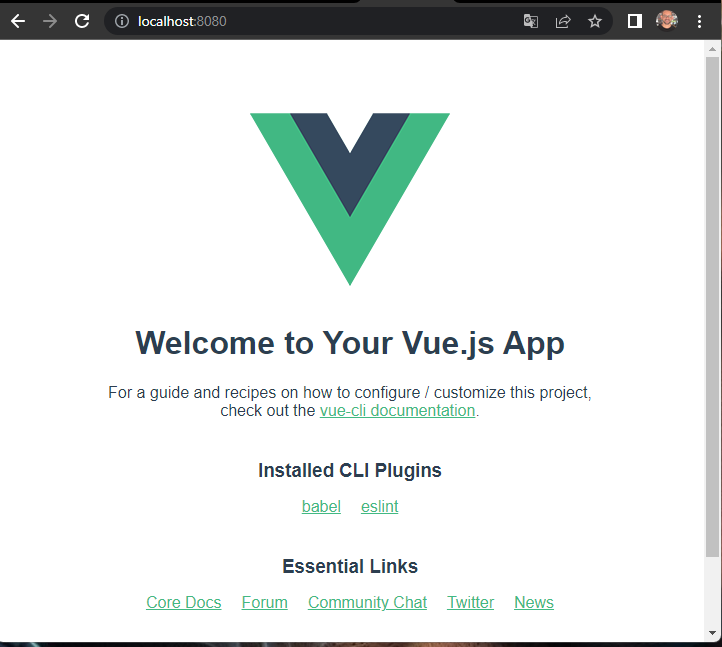 localhost:8080
Welcome to Your Vue.js App
For a guide and recipes on how to configure / customize this project,
check out the vue-cli documentation.
Installed CLI Plugins
babel eslint
Essential Links
Core Docs Forum Community Chat Twitter News